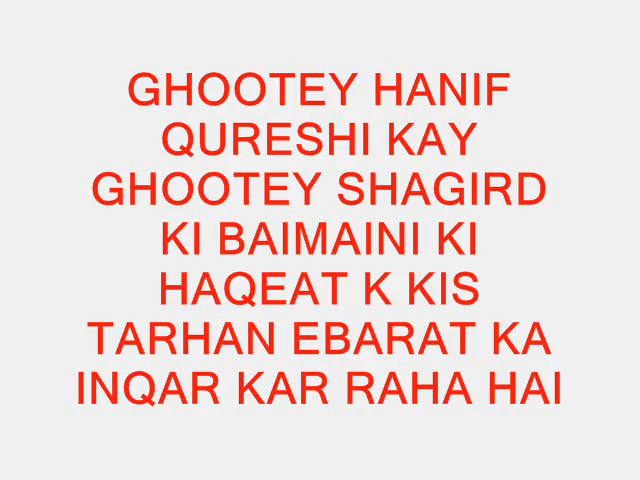 GHOOTEY HANIF
QURESHI KAY
GHOOTEY SHAGIRD
KI BAIMAINI KI
HAQEAT K KIS
TARHAN EBARAT KA
INQAR KAR RAHA HAI